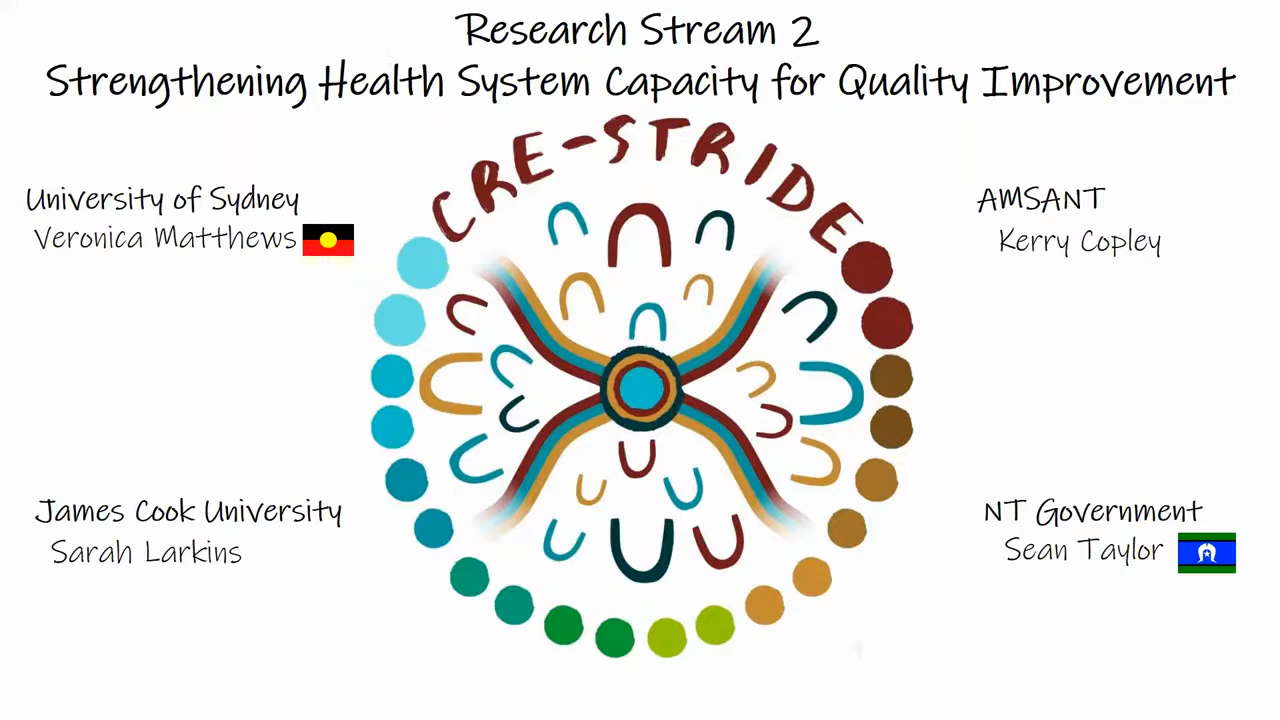 Research Stream 2
Strengthening Health System Capacity for Quality Improvement
CRE-STRIDE
University of Sydney
Veronica Matthews
AMSANT
Kerry Copley
James Cook University
Sarah Larkins
NT Government
Sean Taylor